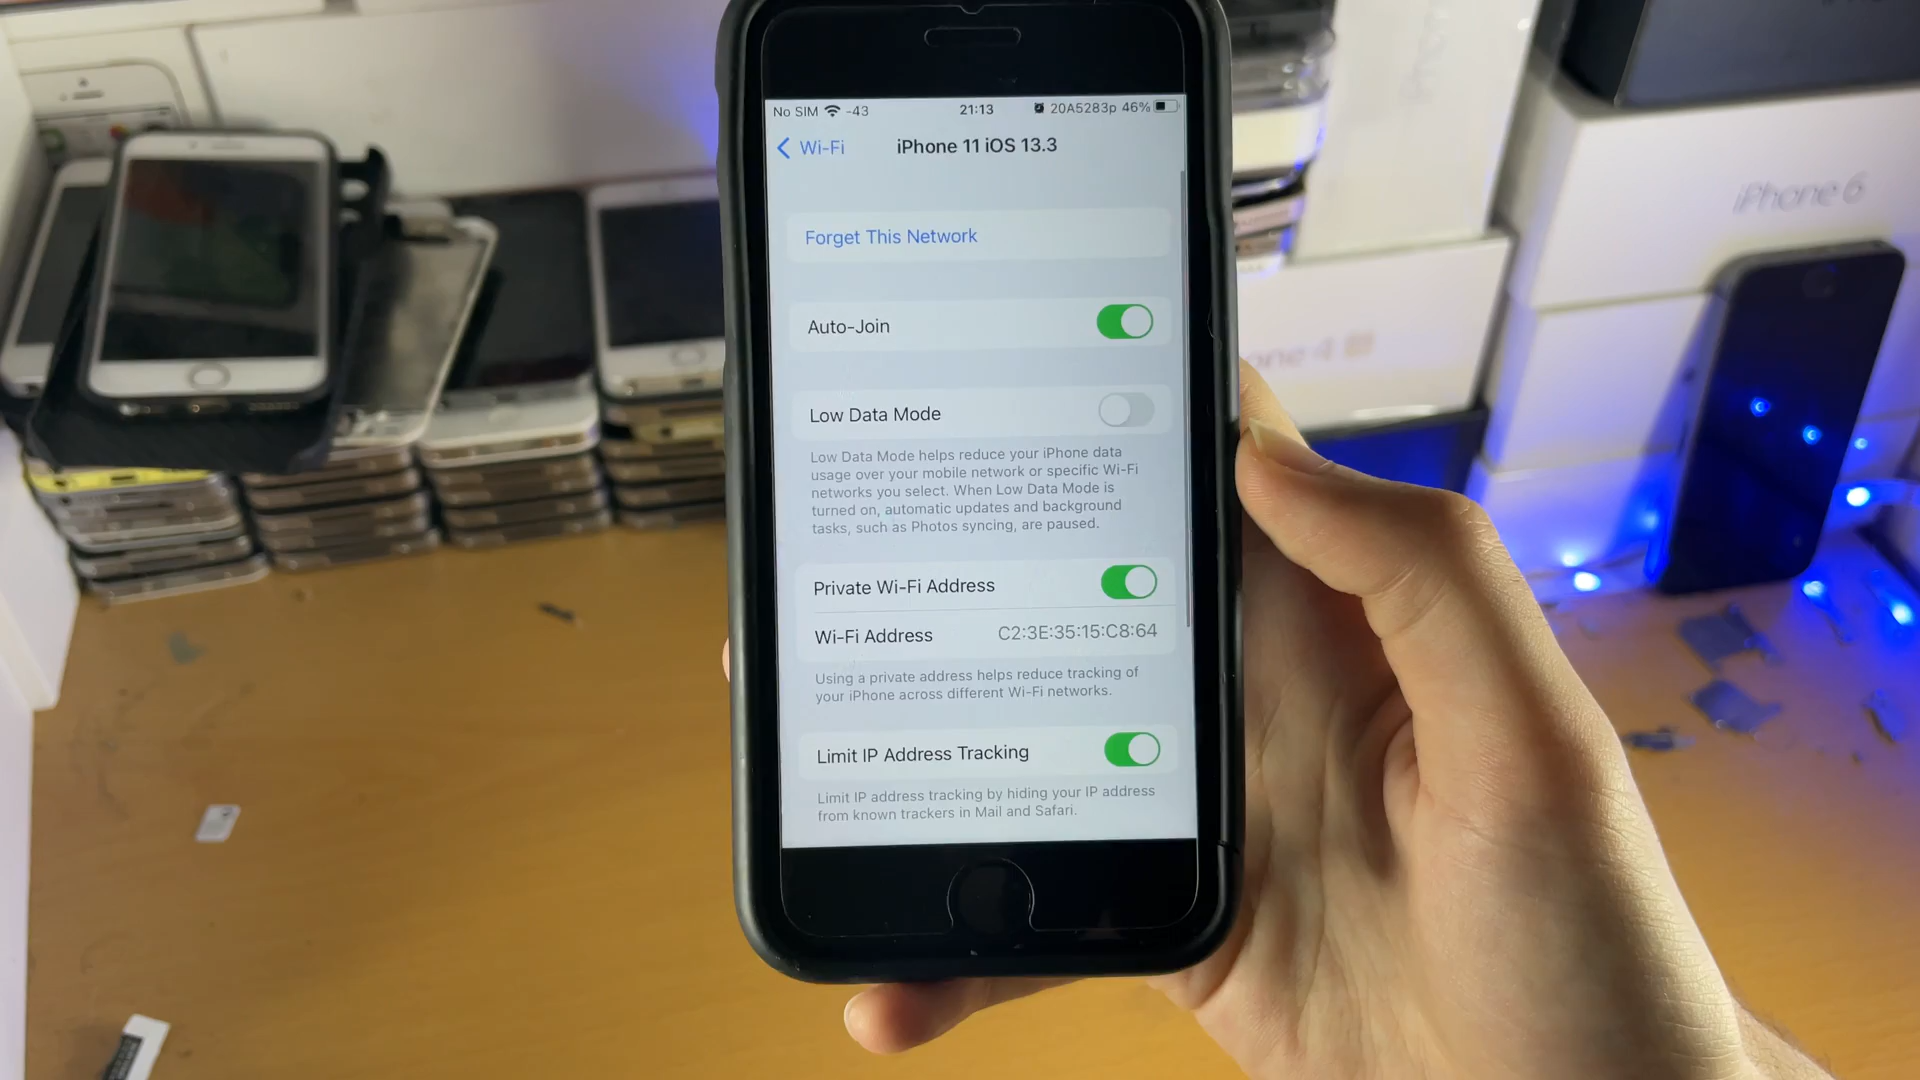 No SIM -43 21:13 20A5283p 46%
Wi-Fi iPhone 11 iOS 13.3
Forget This Network
Auto-Join
Low Data Mode
Low Data Mode helps reduce your iPhone data
usage over your mobile network or specific Wi-Fi
networks you select. When Low Data Mode is
turned on, automatic updates and background
tasks, such as Photos syncing, are paused.
Private Wi-Fi Address
Wi-Fi Address C2:3E:35:15:C8:64
Using a private address helps reduce tracking of
your iPhone across different Wi-Fi networks.
Limit IP Address Tracking
Limit IP address tracking by hiding your IP address
from known trackers in Mail and Safari.
iPhone 6